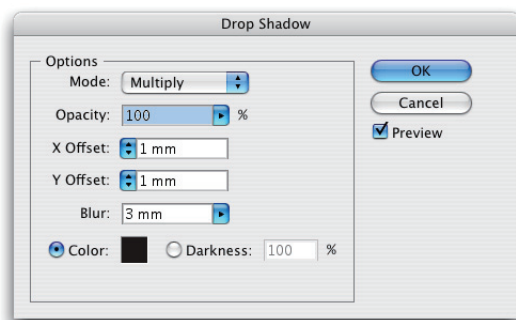 Drop Shadow
Options
Mode: Multiply
Opacity: 100 %
X Offset: 1 mm
Y Offset: 1 mm
Blur: 3 mm
Color: Darkness: 100 %
OK
Cancel
Preview